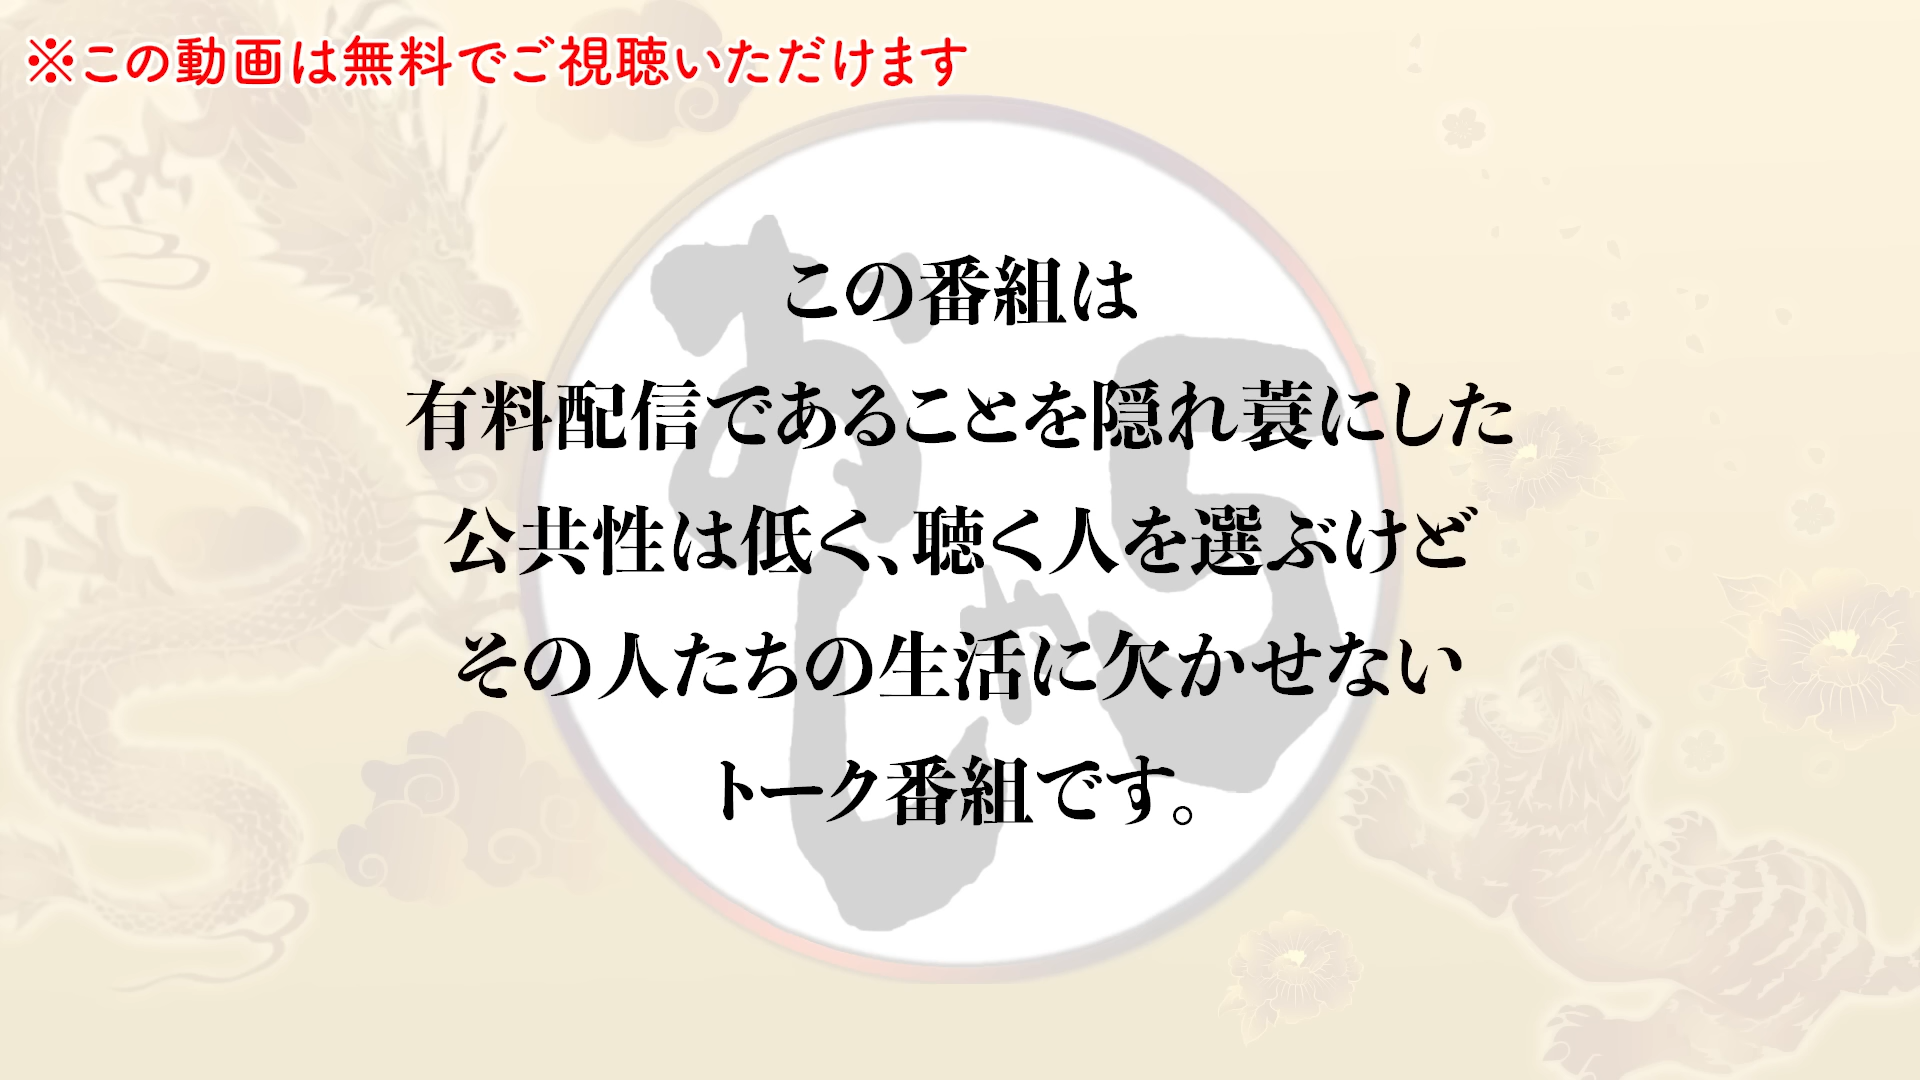 ※この動画は無料でご視聴いただけます
この番組は
有料配信であることを隠れ蓑にした
公共性は低く、聴く人を選ぶけど
その人たちの生活に欠かせない
トーク番組です。